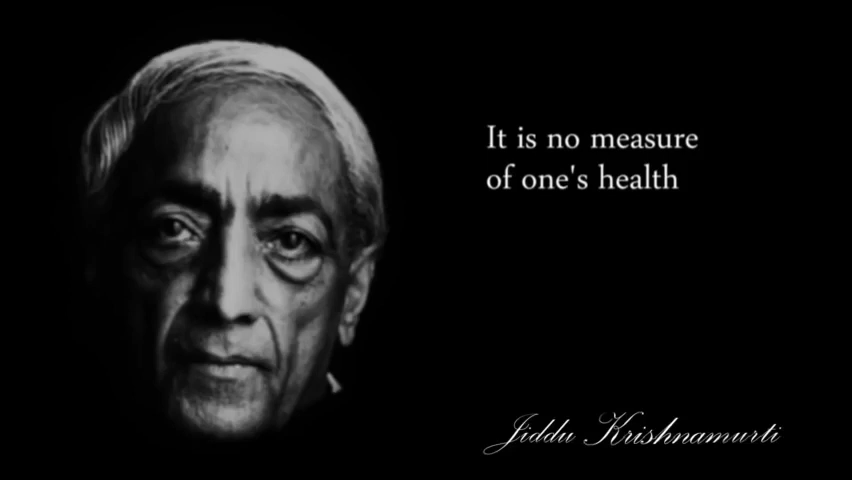 It is no measure
of one's health
Jiddu Krishnamurti